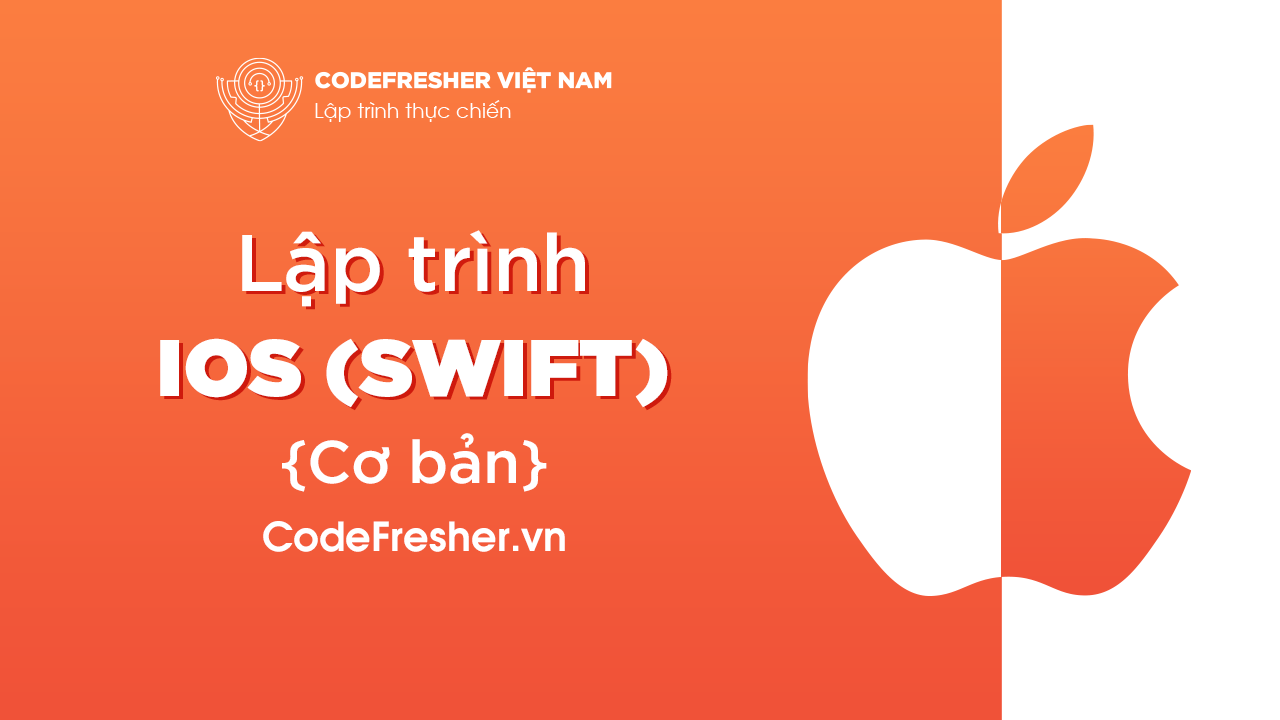 CODEFRESHER VIỆT NAM
Lập trình thực chiến
Lập trình
IOS (SWIFT)
{Cơ bản}
CodeFresher.vn